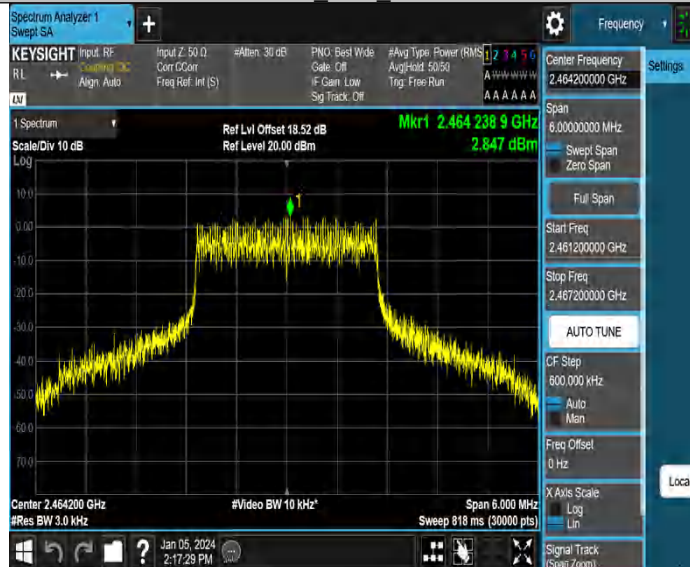 Spectrum Analyzer 1
Swept SA
Frequency
KEYSIGHT Input: RF
RL
Coupling: DC
Align: Auto
Input Z: 50 Ω
Corr CCorr
Freq Ref: Int (S)
#Atten: 30 dB
PNO: Best Wide
Gate: Off
IF Gain: Low
Sig Track: Off
#Avg Type: Power (RMS
Avg|Hold: 50/50
Trig: Free Run
1 2 3 4 5 6
A W W W W W
A A A A A A
LNI
1 Spectrum
Scale/Div 10 dB
Log
Ref Lvl Offset 18.52 dB
Ref Level 20.00 dBm
Mkr1 2.464 238 9 GHz
2.847 dBm
1
10.0
0.00
-10.0
-20.0
-30.0
-40.0
-50.0
-60.0
-70.0
Center 2.464200 GHz
#Res BW 3.0 kHz
#Video BW 10 kHz*
Span 6.000 MHz
Sweep 818 ms (30000 pts)
Jan 05, 2024
2:17:29 PM
Center Frequency
2.464200000 GHz
Settings
Span
6.00000000 MHz
Swept Span
Zero Span
Full Span
Start Freq
2.461200000 GHz
Stop Freq
2.467200000 GHz
AUTO TUNE
CF Step
600.000 kHz
Auto
Man
Freq Offset
0 Hz
X Axis Scale
Log
Lin
Loca
Signal Track
(Span Zoom)